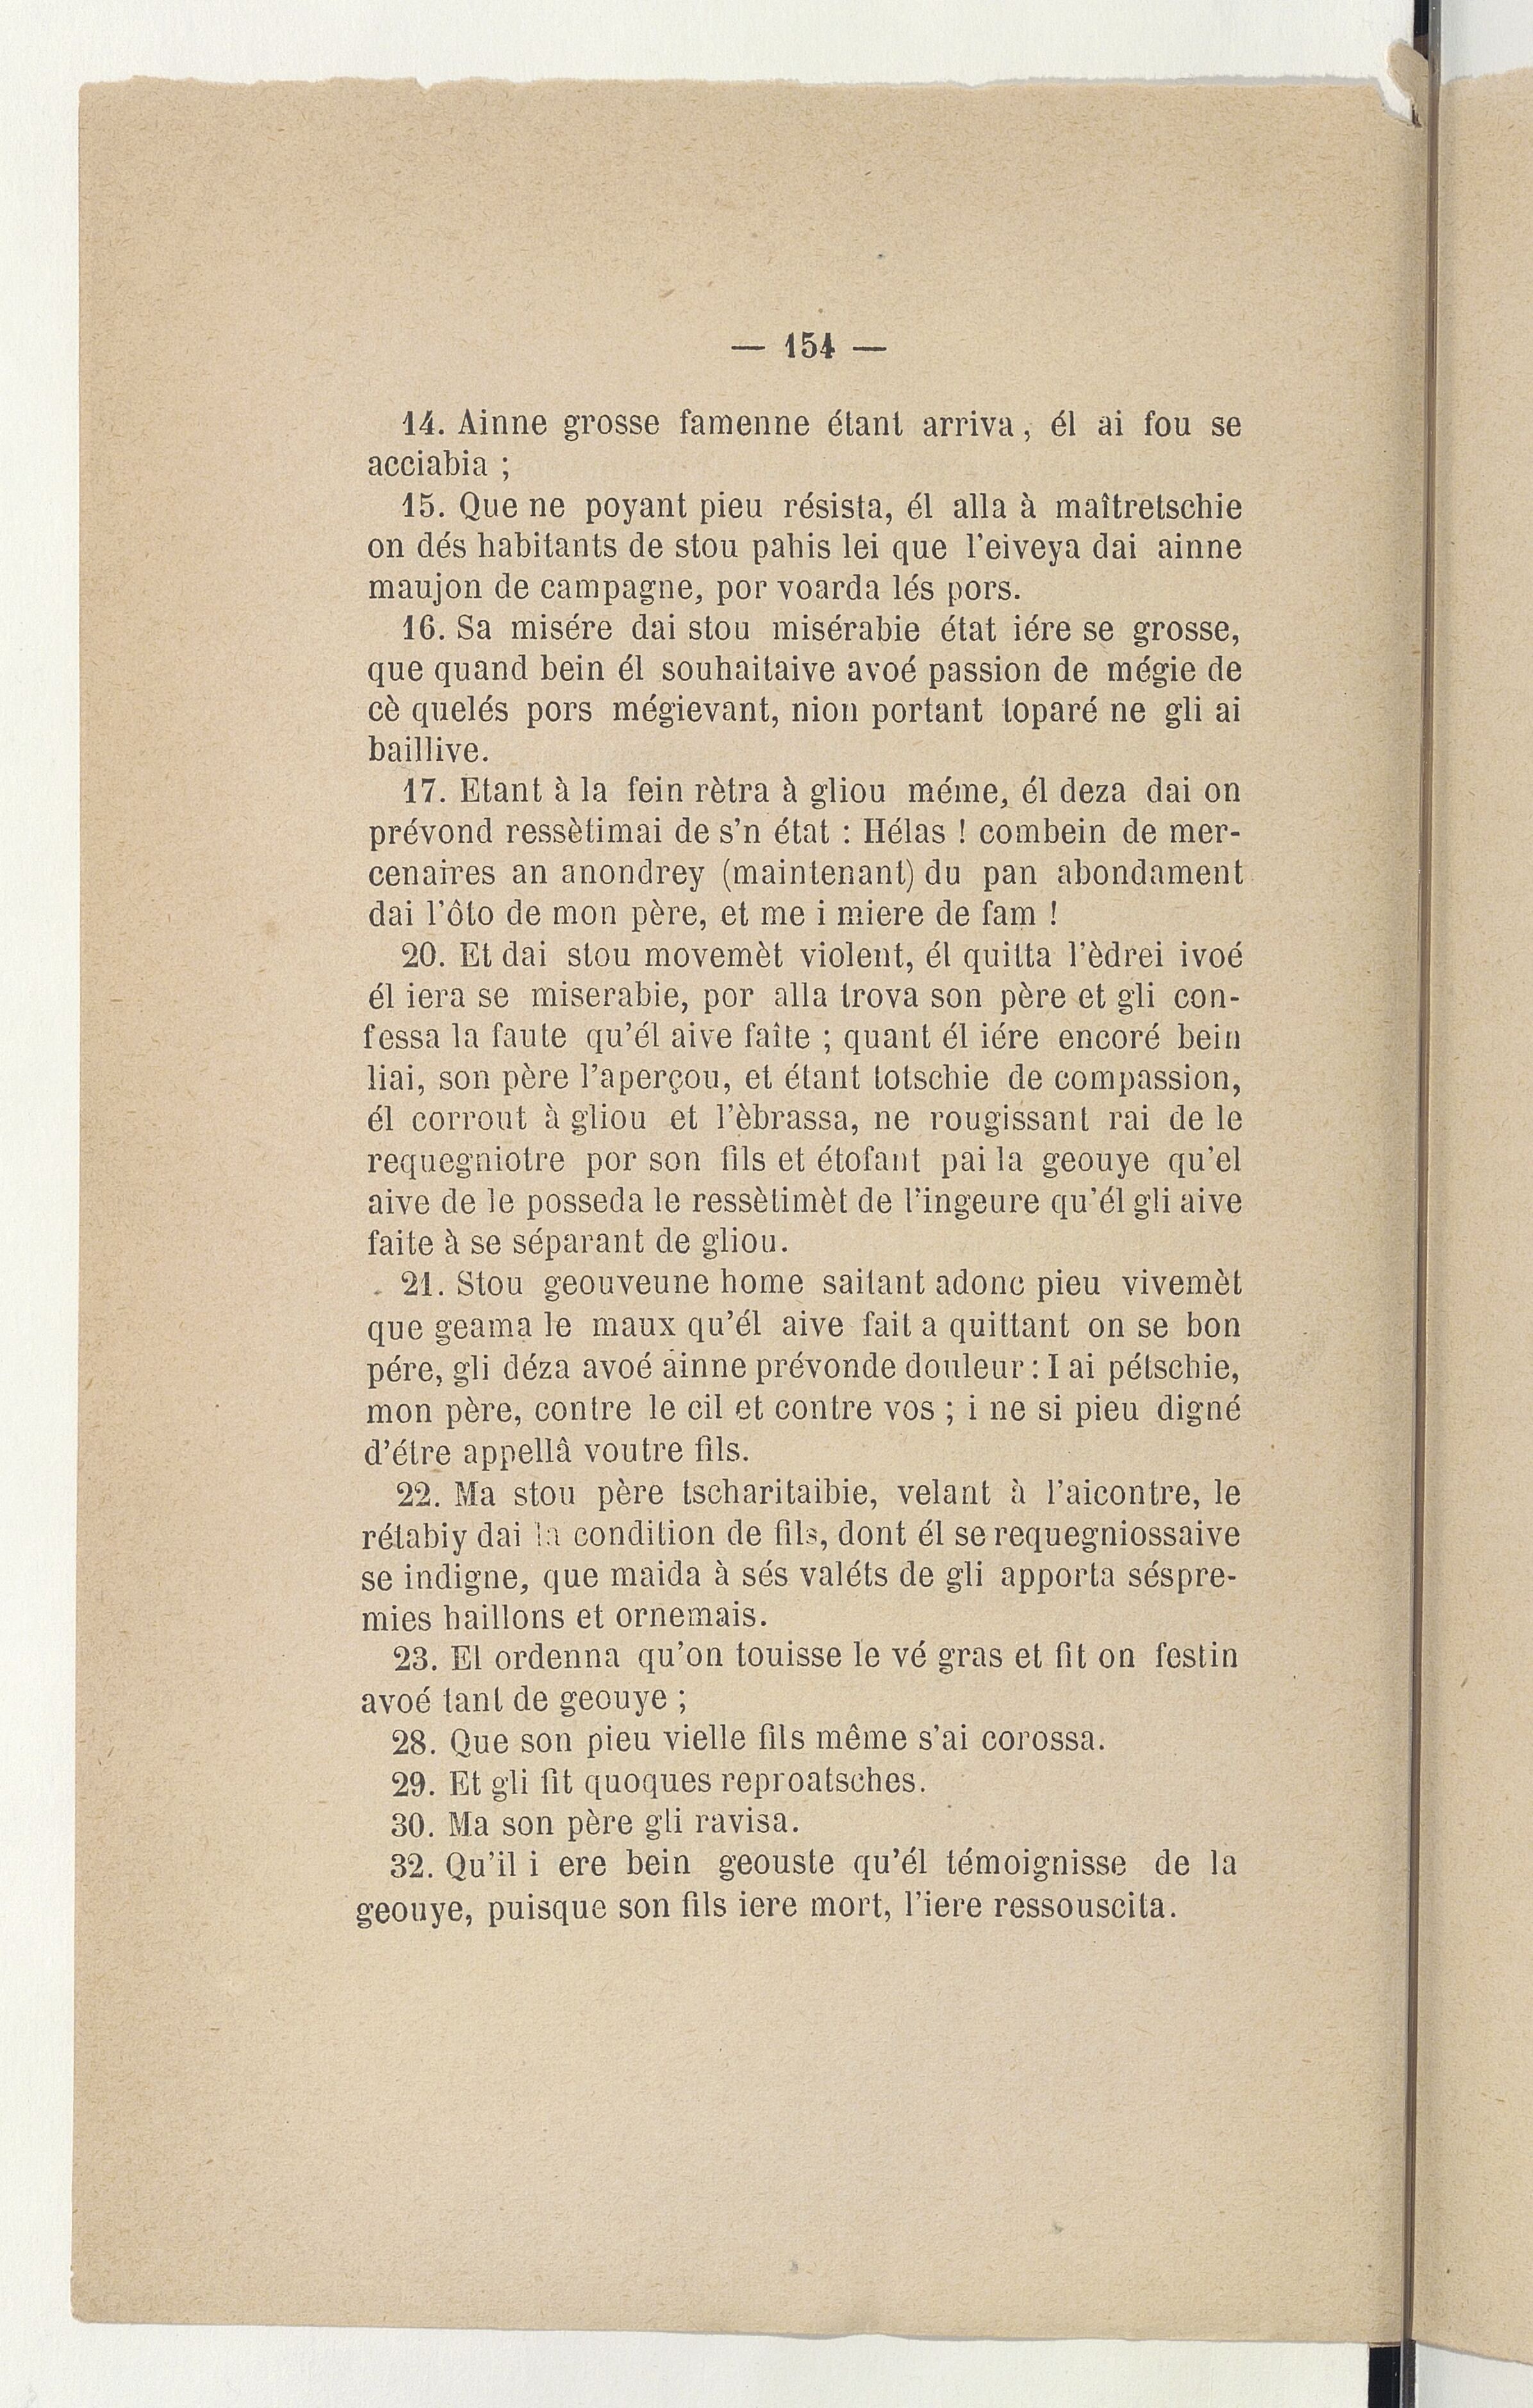 — 154 —
14. Ainne grosse famenne étant arriva, él ai fou se
acciabia ;
15. Que ne poyant pieu résista, él alla à maîtretschie
on dés habitants de stou pahis lei que l'eiveya dai ainne
maujon de campagne, por voarda lés pors.
16. Sa misére dai stou misérabie état iére se grosse,
que quand bein él souhaitaive avoé passion de mégie de
cè quelés pors mégievant, nion portant toparé ne gli ai
baillive.
17. Etant à la fein rètra à gliou méme, él deza dai on
prévond ressètimai de s'n état : Hélas ! combein de mer-
cenaires an anondrey (maintenant) du pan abondament
dai l'ôto de mon père, et me i miere de fam !
20. Et dai stou movemèt violent, él quitta l'èdrei ivoé
él iera se miserabie, por alla trova son père et gli con-
fessa la faute qu'él aive faîte ; quant él iére encoré bein
liai, son père l'aperçou, et étant totschie de compassion,
él corrout à gliou et l'èbrassa, ne rougissant rai de le
requegniotre por son fils et étofant pai la geouye qu'el
aive de le posseda le ressètimèt de l'ingeure qu'él gli aive
faite à se séparant de gliou.
21. Stou geouveune home saitant adonc pieu vivemèt
que geama le maux qu'él aive fait a quittant on se bon
pére, gli déza avoé ainne prévonde douleur : I ai pétschie,
mon père, contre le cil et contre vos ; i ne si pieu digné
d'étre appellâ voutre fils.
22. Ma stou père tscharitaibie, velant à l'aicontre, le
rétabiy dai la condition de fils, dont él se requegniossaive
se indigne, que maida à sés valéts de gli apporta séspre-
mies haillons et ornemais.
23. El ordenna qu'on touisse le vé gras et fit on festin
avoé tant de geouye ;
28. Que son pieu vielle fils même s'ai corossa.
29. Et gli fit quoques reproatsches.
30. Ma son père gli ravisa.
32. Qu'il i ere bein geouste qu'él témoignisse de la
geouye, puisque son fils iere mort, l'iere ressouscita.